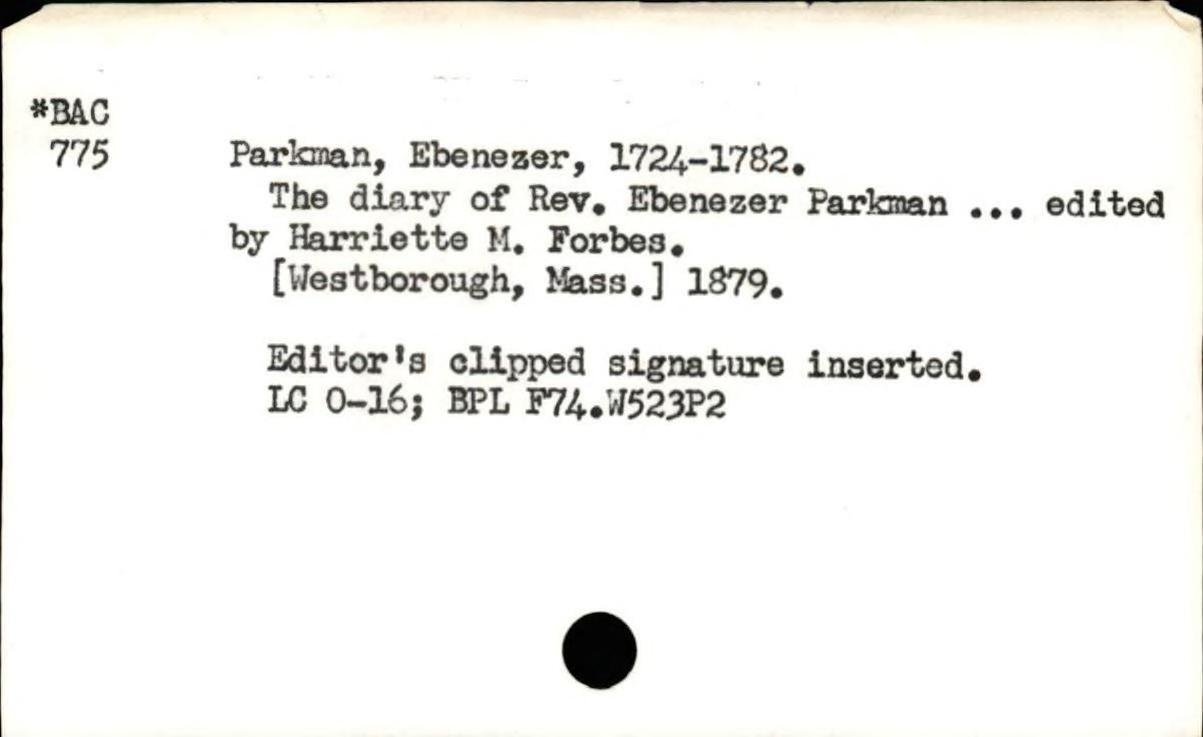 *BAC
775 Parkman, Ebenezer, 1724-1782.
The diary of Rev. Ebenezer Parkman ... edited
by Harriette M. Forbes.
[Westborough, Mass.] 1879.
Editor's clipped signature inserted.
LC 0-16; BPL F74.W523P2